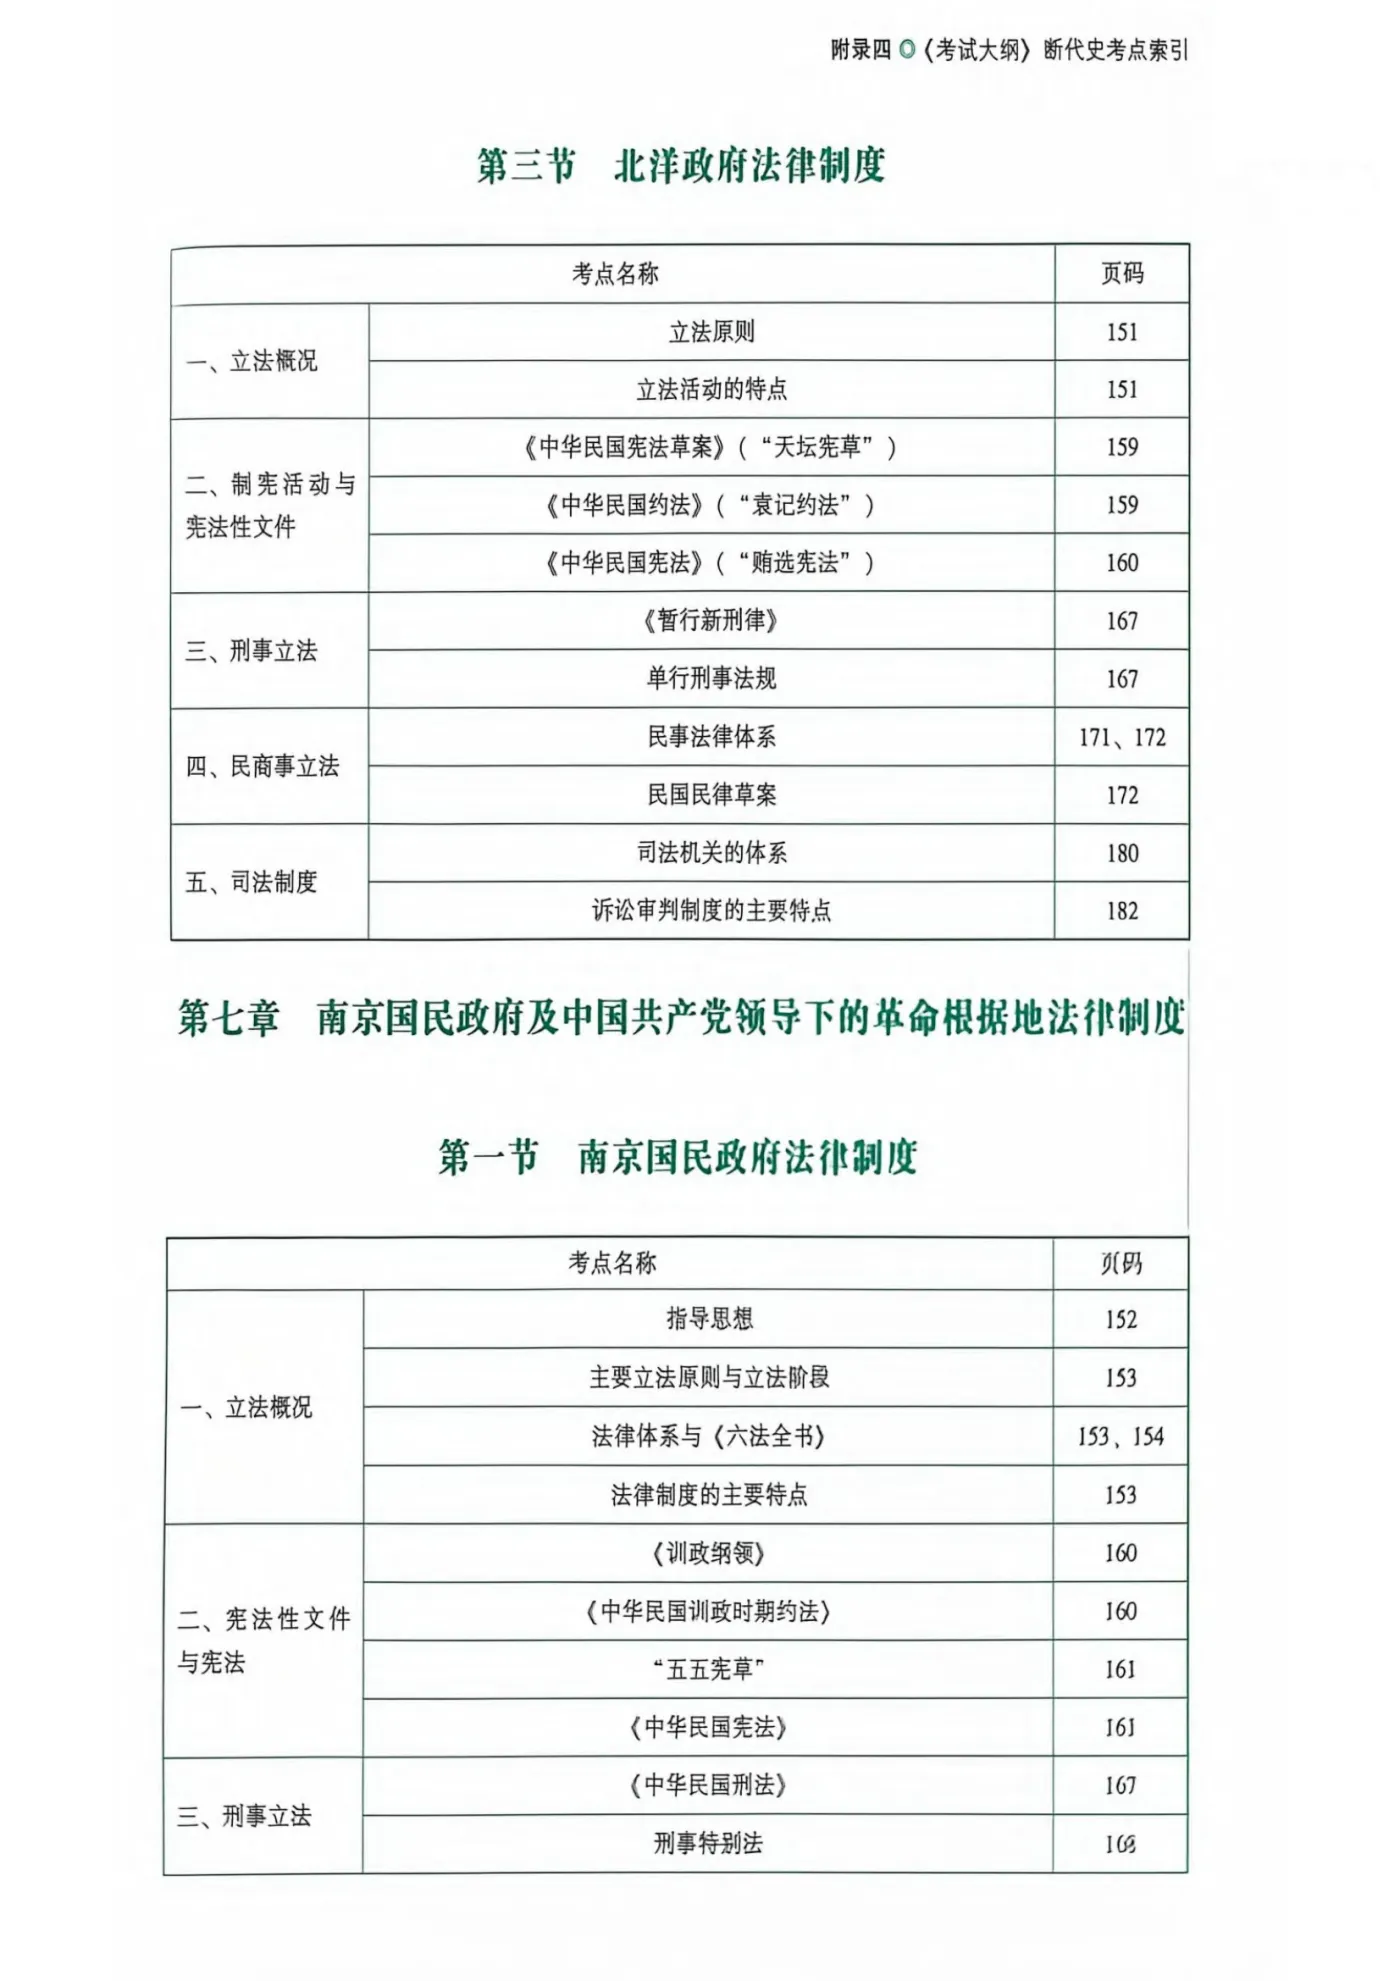 附录四 〈考试大纲〉断代史考点索引
第三节 北洋政府法律制度
考点名称 页码
一、立法概况
立法原则 151
立法活动的特点 151
二、制宪活动与
宪法性文件
《中华民国宪法草案》（“天坛宪草”） 159
《中华民国约法》（“袁记约法”） 159
《中华民国宪法》（“贿选宪法”） 160
三、刑事立法
《暂行新刑律》 167
单行刑事法规 167
四、民商事立法
民事法律体系 171、172
民国民律草案 172
五、司法制度
司法机关的体系 180
诉讼审判制度的主要特点 182
第七章 南京国民政府及中国共产党领导下的革命根据地法律制度
第一节 南京国民政府法律制度
考点名称 页码
一、立法概况
指导思想 152
主要立法原则与立法阶段 153
法律体系与〈六法全书〉 153、154
法律制度的主要特点 153
二、宪法性文件
与宪法
〈训政纲领〉 160
〈中华民国训政时期约法〉 160
“五五宪草” 161
〈中华民国宪法〉 161
三、刑事立法
〈中华民国刑法〉 167
刑事特别法